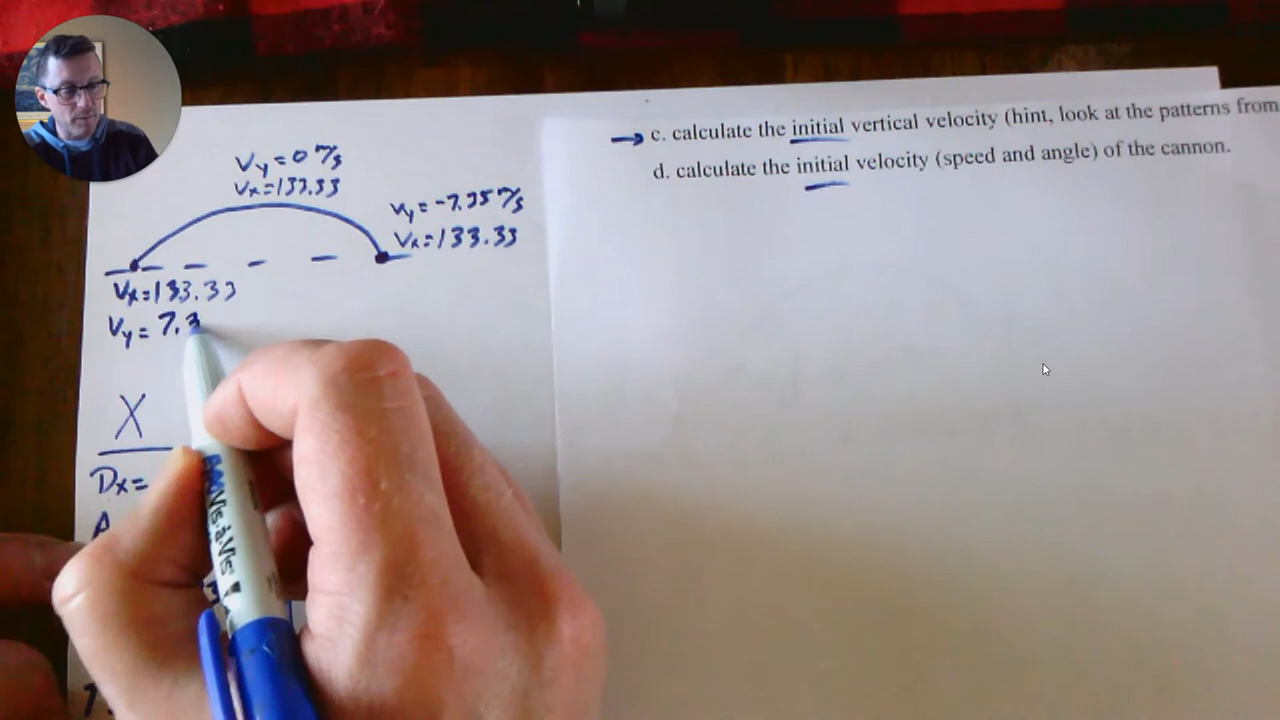 Vy=0 m/s
Vx=133.33
Vy=-7.35 m/s
Vx=133.33
Vx=133.33
Vy=7.3
X
Dx=
A
c. calculate the initial vertical velocity (hint, look at the patterns from
d. calculate the initial velocity (speed and angle) of the cannon.
Vis-à-Vis